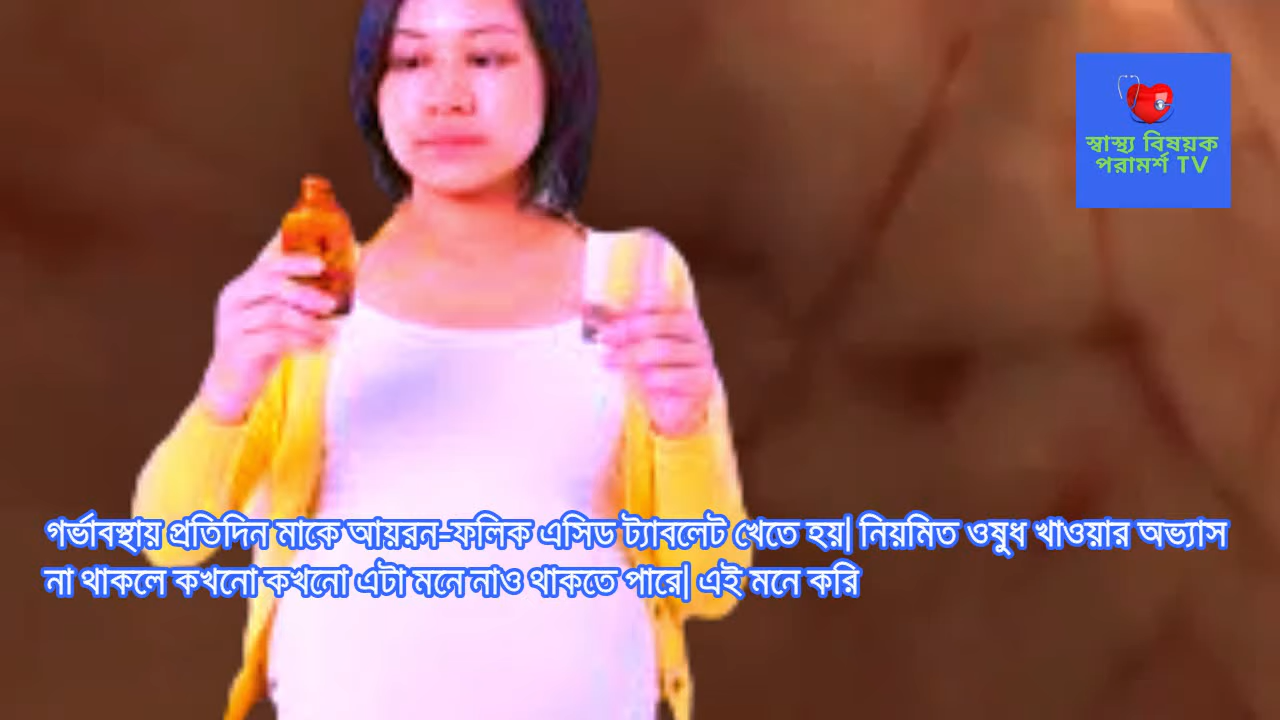 স্বাস্থ্য বিষয়ক
পরামর্শ TV
গর্ভাবস্থায় প্রতিদিন মাকে আয়রন-ফলিক এসিড ট্যাবলেট খেতে হয়| নিয়মিত ওষুধ খাওয়ার অভ্যাস
না থাকলে কখনো কখনো এটা মনে নাও থাকতে পারে| এই মনে করি